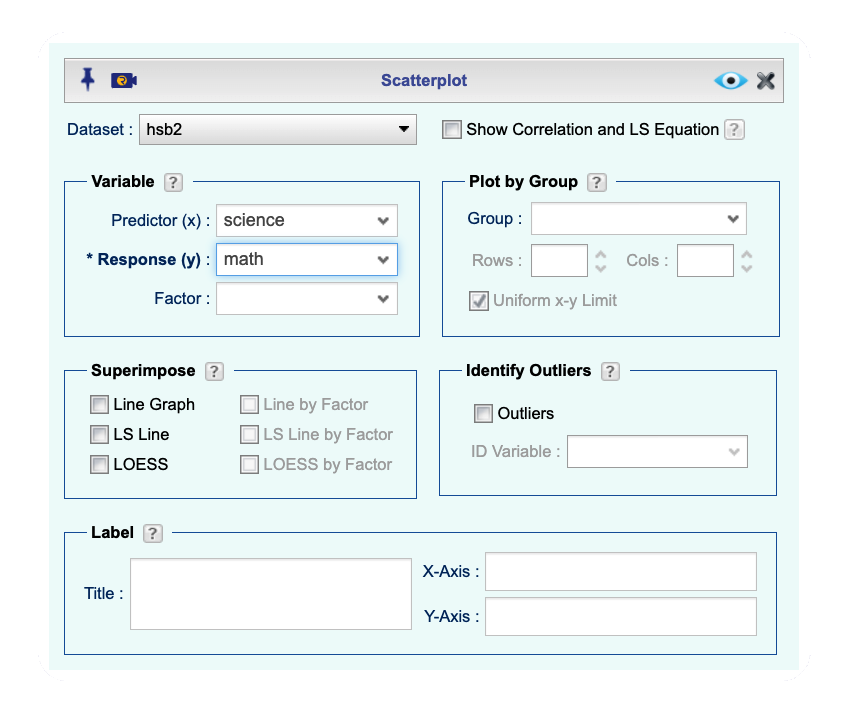 Scatterplot
Dataset : hsb2
Show Correlation and LS Equation ?
Variable ?
Predictor (x) : science
* Response (y) : math
Factor :
Plot by Group ?
Group :
Rows : Cols :
Uniform x-y Limit
Superimpose ?
Line Graph Line by Factor
LS Line LS Line by Factor
LOESS LOESS by Factor
Identify Outliers ?
Outliers
ID Variable :
Label ?
Title :
X-Axis :
Y-Axis :